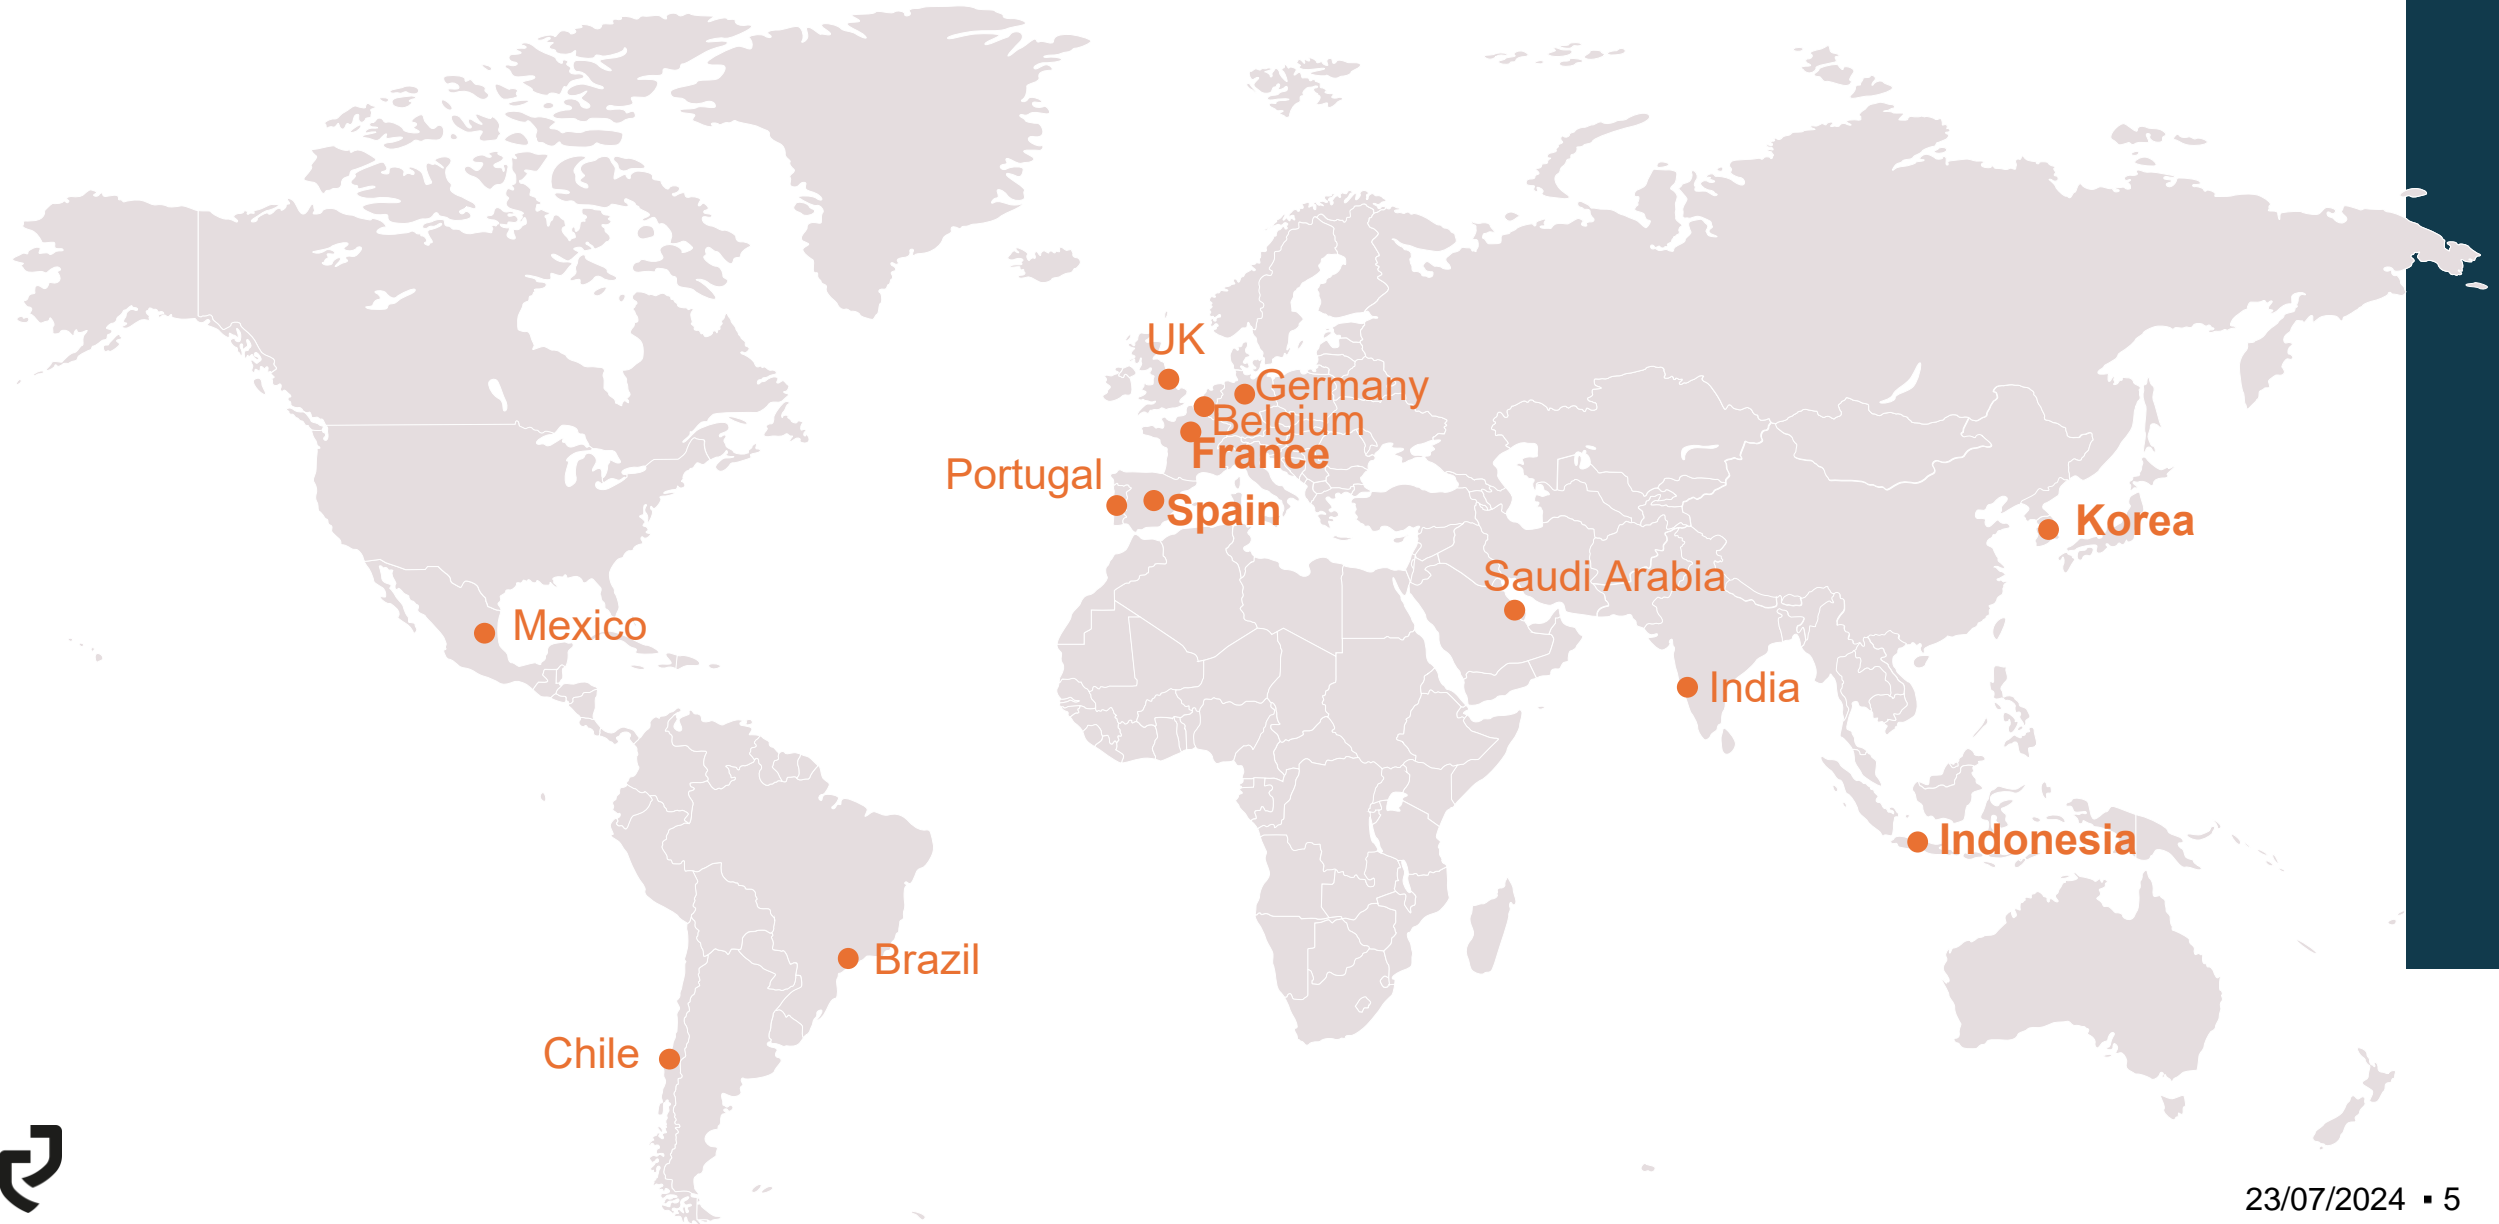 UK
Germany
Belgium
France
Portugal
Spain
Korea
Saudi Arabia
Mexico
India
Indonesia
Brazil
Chile
23/07/2024 ▪ 5